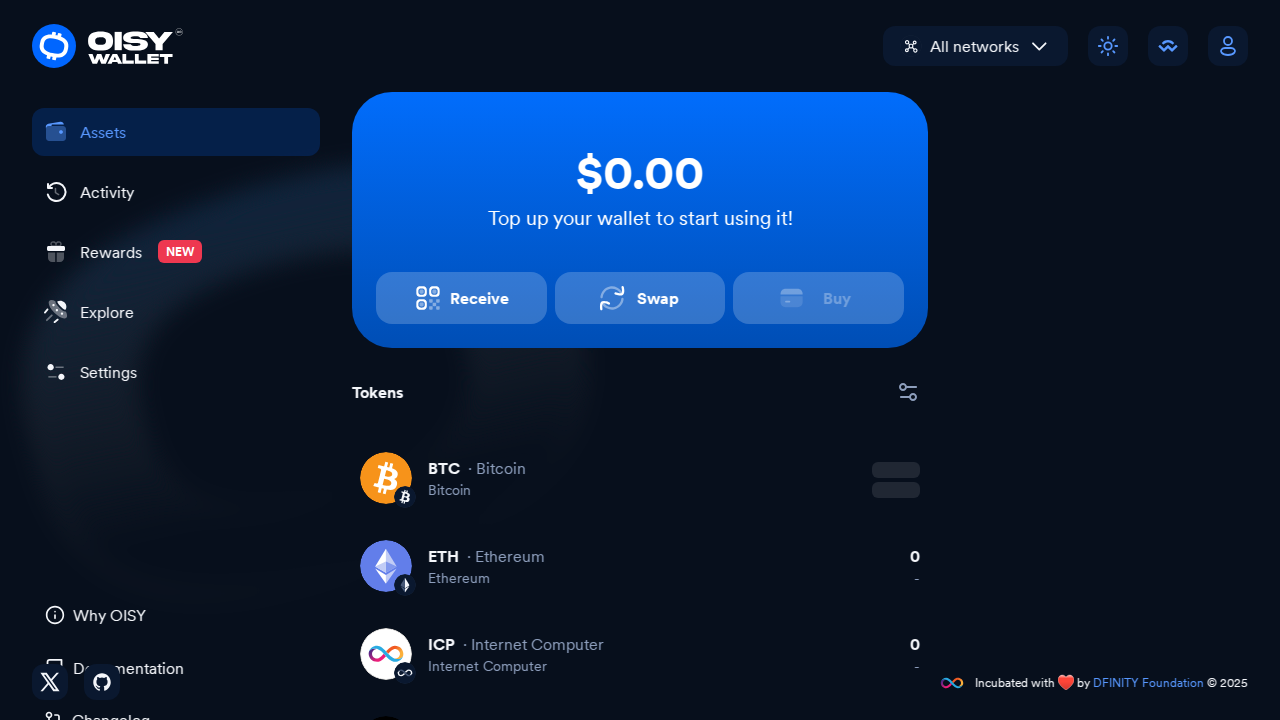 OISY
WALLET
All networks
Assets
Activity
Rewards NEW
Explore
Settings
$0.00
Top up your wallet to start using it!
Receive
Swap
Buy
Tokens
BTC · Bitcoin
Bitcoin
ETH · Ethereum
0
Ethereum
-
ICP · Internet Computer
0
Internet Computer
-
Why OISY
Documentation
Changelog
Incubated with ❤️ by DFINITY Foundation © 2025